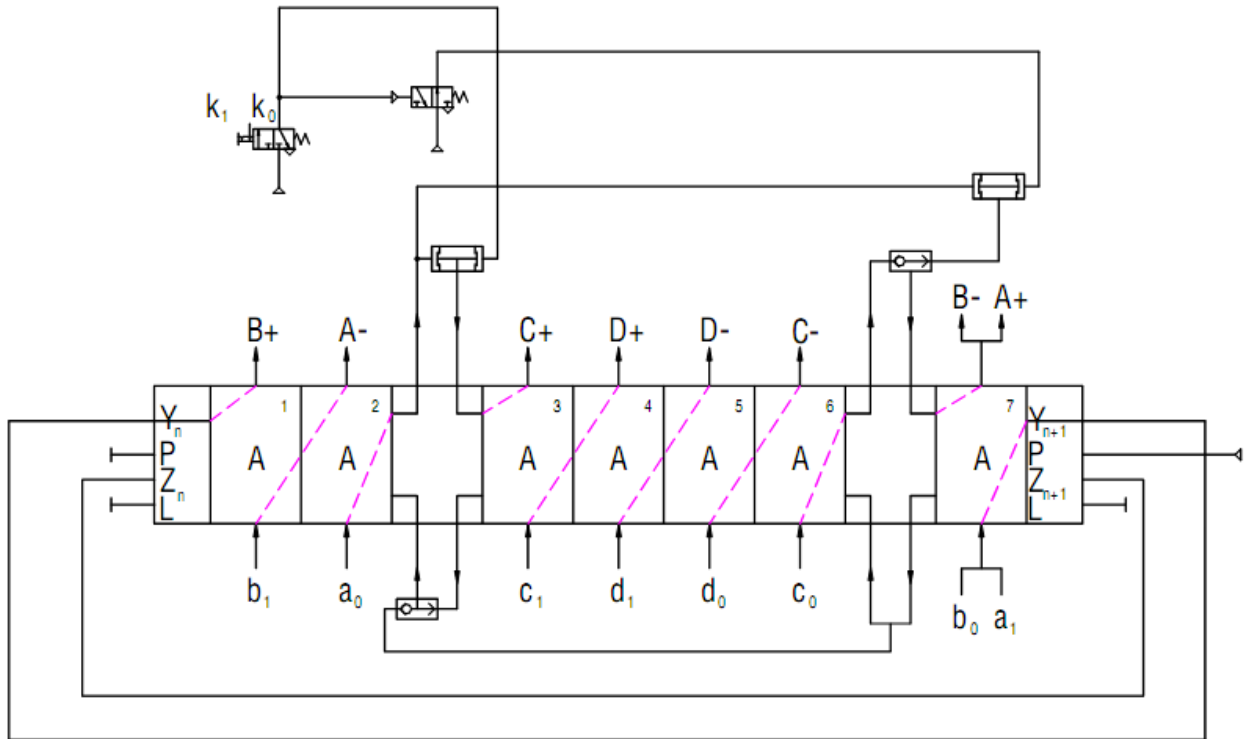 k₁ k₀
B- A+
B+ A- C+ D+ D- C-
1 2 3 4 5 6 7
Yₙ Yₙ₊₁
P A A A A A A A P
Zₙ Zₙ₊₁
L L
b₁ a₀ c₁ d₁ d₀ c₀
b₀ a₁